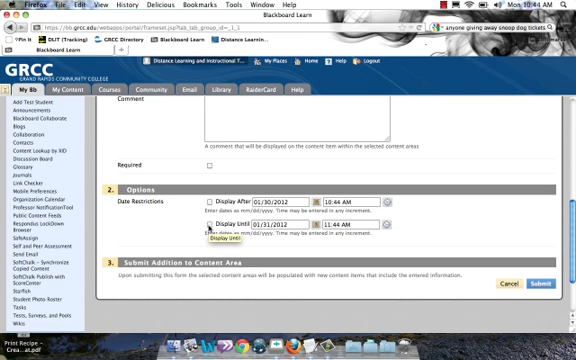 Firefox File Edit View History Delicious Bookmarks Tools Window Help Mon 10:44 AM
Blackboard Learn
https://bb.grcc.edu/webapps/portal/frameset.jsp?tab_tab_group_id=_1_1
anyone giving away snoop dog tickets
Pin It DLIT (Tracking) GRCC Directory Blackboard Learn Distance Learnin...
Blackboard Learn
Distance Learning and Instructional T... My Places Home Help Logout
GRCC
GRAND RAPIDS COMMUNITY COLLEGE
My Bb My Content Courses Community Email Library RaiderCard Help
Add Test Student
Announcements
Blackboard Collaborate
Blogs
Collaboration
Contacts
Content Lookup by VID
Discussion Board
Glossary
Journals
Link Checker
Mobile Integration
Organization Calendar
Professor Notification Tool
Public Content Feeds
Respondus LockDown
Browser
SafeAssign
Self and Peer Assessment
Send Email
SoftChalk - Synchronize
Copied Content
SoftChalk Publish with
ScoreCenter
Starfish
Student Photo Roster
Tasks
Tests, Surveys, and Pools
Wikis
Comment
A comment that will be displayed on the content item within the selected content areas
Required
2. Options
Date Restrictions Display After 01/30/2012 10:44 AM
Enter dates as mm/dd/yyyy. Time may be entered in any increment.
Display Until 01/31/2012 11:44 AM
Enter dates as mm/dd/yyyy. Time may be entered in any increment.
Display Until
3. Submit Addition to Content Area
Upon submitting this form the selected content areas will be populated with new content items that include the entered information.
Cancel Submit
Print Recipe -
Crea...at.pdf